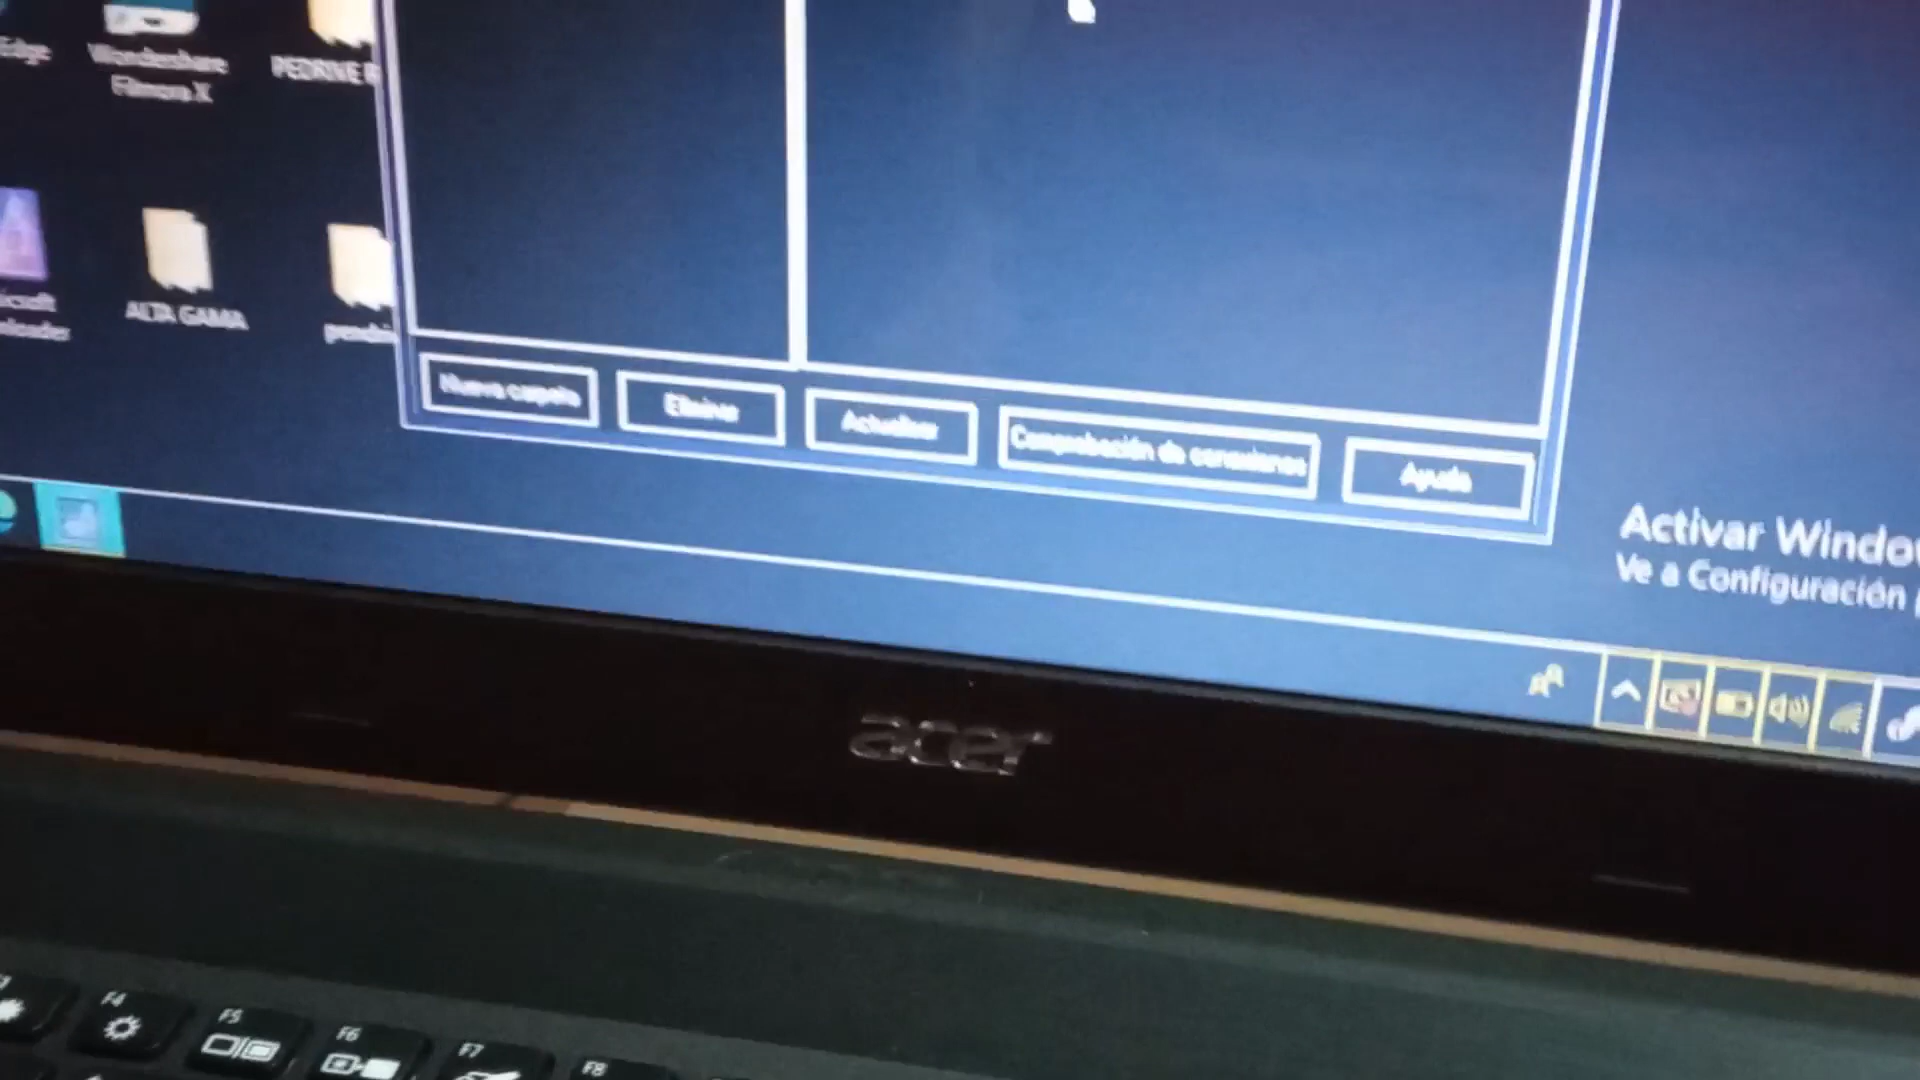 Edge
Wondershare
Filmora X
PEDRIVE
ALTA GAMA
Nueva carpeta
Eliminar
Actualizar
Comprobación de conexiones
Ayuda
Activar Windo
Ve a Configuración
acer
F4
F5
F6
F7
F8